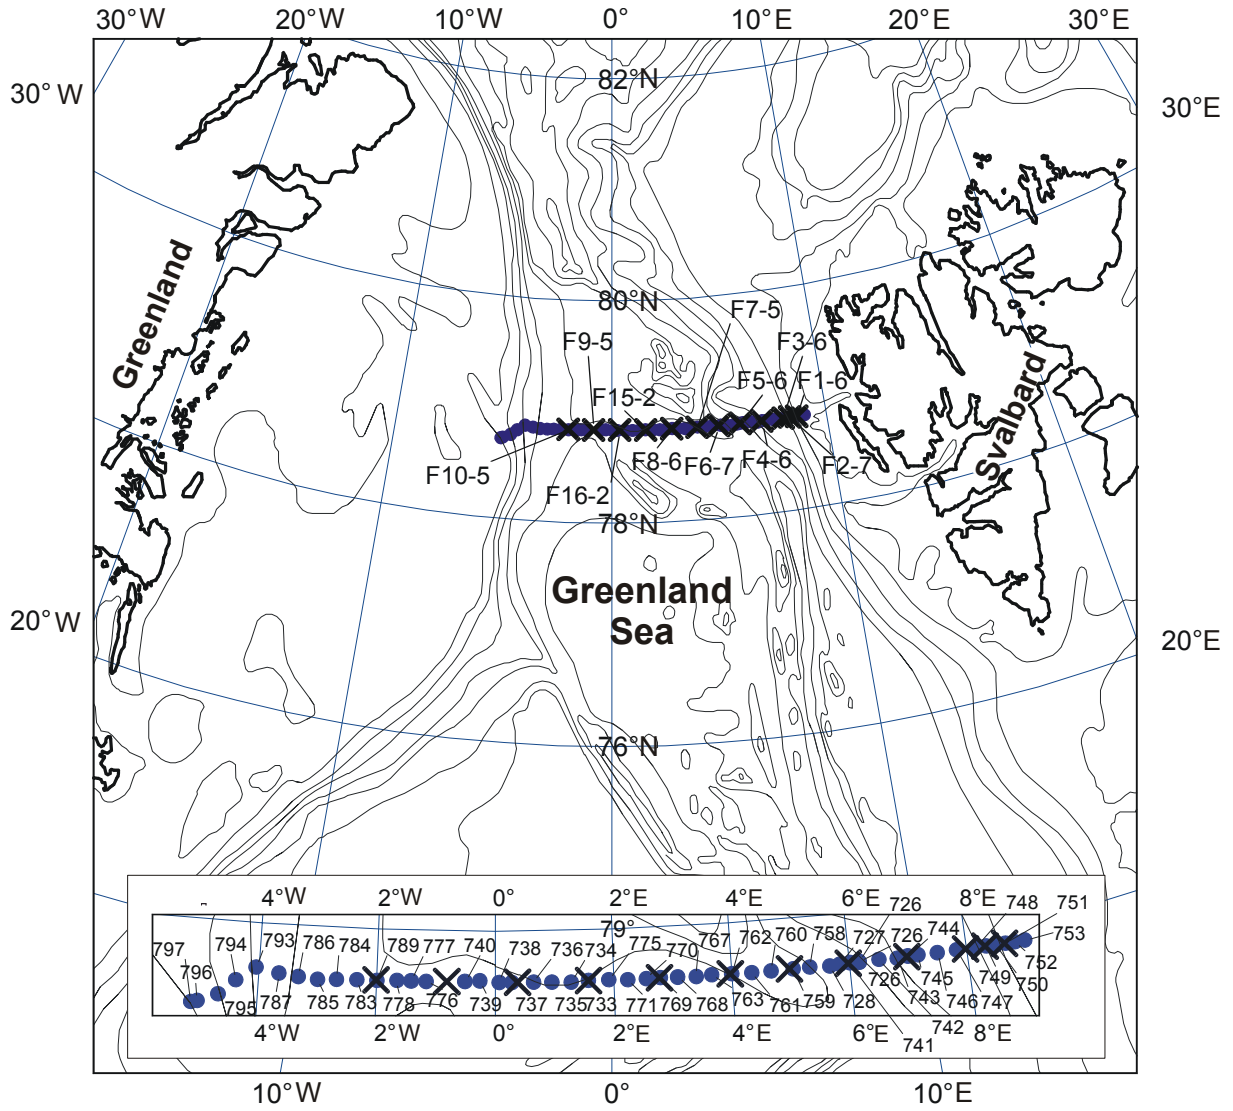 30°W 20°W 10°W 0° 10°E 20°E 30°E
82°N
30° W
30°E
Greenland
80°N
F7-5
F9-5
F3-6
F5-6
F1-6
F15-2
Svalbard
F8-6
F6-7
F4-6
F2-7
F10-5
F16-2
78°N
Greenland
Sea
20° W
20°E
76°N
4°W 2°W 0° 2°E 4°E 6°E 8°E
726
748
751
79°
797
796
794
793
786
784
789
777
740
738
736
734
775
770
767
762
760
758
727
726
744
753
795
787
785
783
778
776
739
737
735
733
771
769
768
763
761
759
728
726
745
743
746
749
747
752
750
742
741
4°W 2°W 0° 2°E 4°E 6°E 8°E
10°W 0° 10°E